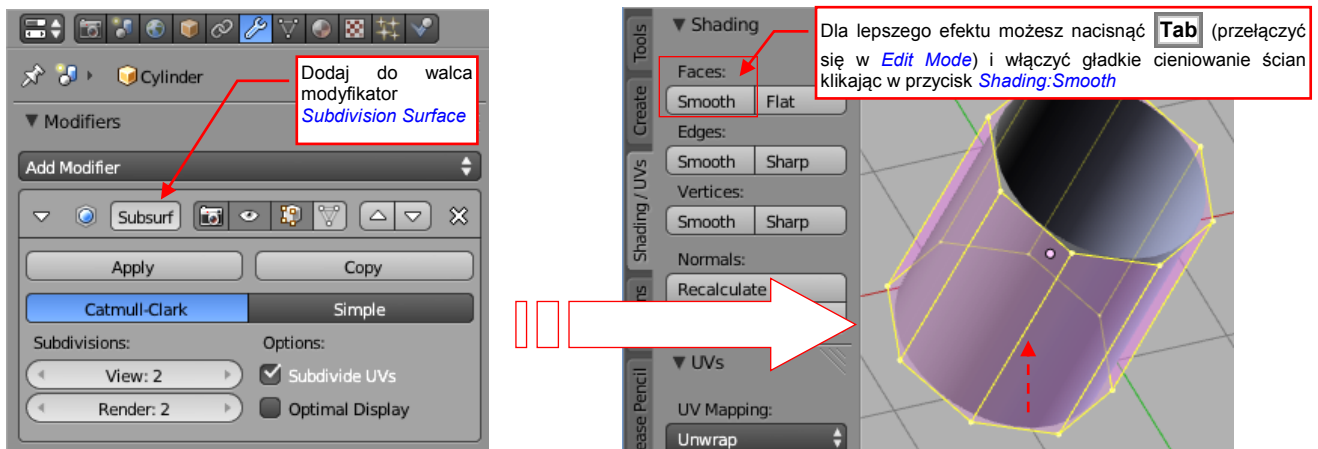 Cylinder
Dodaj do walca
modyfikator
Subdivision Surface
Modifiers
Add Modifier
Subsurf
Apply Copy
Catmull-Clark Simple
Subdivisions: Options:
View: 2 Subdivide UVs
Render: 2 Optimal Display
Tools
Create
Shading / UVs
ns
ease Pencil
Shading
Dla lepszego efektu możesz nacisnąć Tab (przełączyć
się w Edit Mode) i włączyć gładkie cieniowanie ścian
klikając w przycisk Shading:Smooth
Faces:
Smooth Flat
Edges:
Smooth Sharp
Vertices:
Smooth Sharp
Normals:
Recalculate
UVs
UV Mapping:
Unwrap